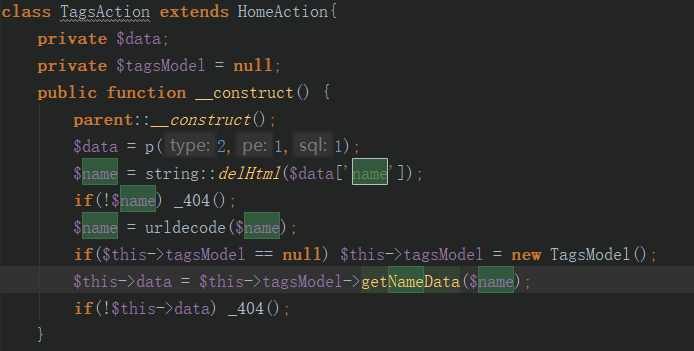 class TagsAction extends HomeAction{
private $data;
private $tagsModel = null;
public function __construct() {
parent::__construct();
$data = p( type: 2, pe: 1, sql: 1);
$name = string::delHtml($data['name']);
if(!$name) _404();
$name = urldecode($name);
if($this->tagsModel == null) $this->tagsModel = new TagsModel();
$this->data = $this->tagsModel->getNameData($name);
if(!$this->data) _404();
}